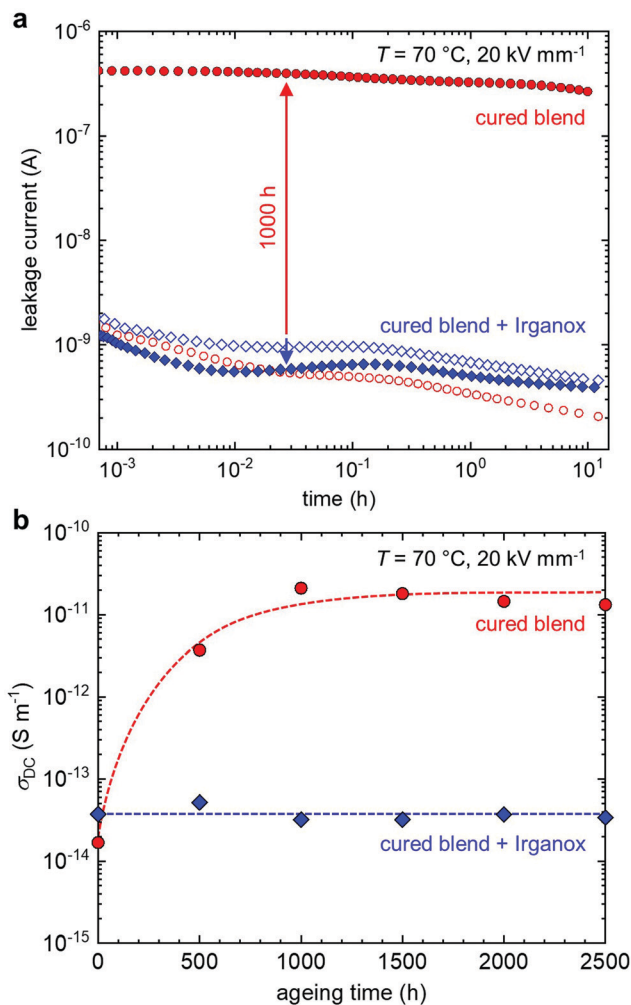 a
10⁻⁶
T = 70 °C, 20 kV mm⁻¹
cured blend
10⁻⁷
leakage current (A)
1000 h
10⁻⁸
cured blend + Irganox
10⁻⁹
10⁻¹⁰
10⁻³ 10⁻² 10⁻¹ 10⁰ 10¹
time (h)
b
10⁻¹⁰
T = 70 °C, 20 kV mm⁻¹
10⁻¹¹
cured blend
10⁻¹²
σDC (S m⁻¹)
10⁻¹³
cured blend + Irganox
10⁻¹⁴
10⁻¹⁵
0 500 1000 1500 2000 2500
ageing time (h)